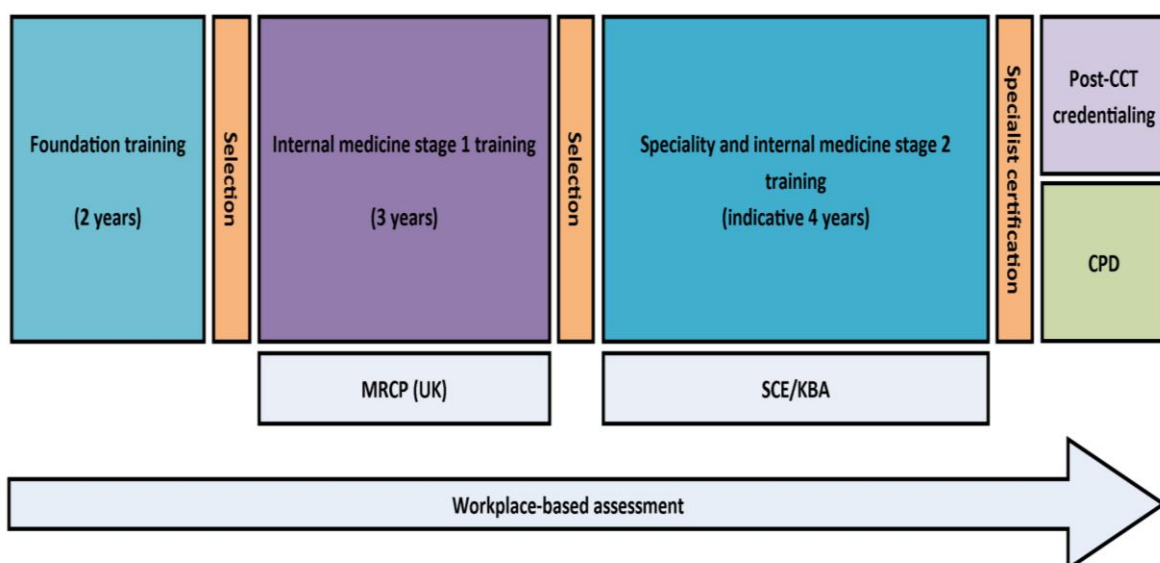 Foundation training
(2 years)
Selection
Internal medicine stage 1 training
(3 years)
Selection
Speciality and internal medicine stage 2
training
(indicative 4 years)
Specialist certification
Post-CCT
credentialing
CPD
MRCP (UK)
SCE/KBA
Workplace-based assessment